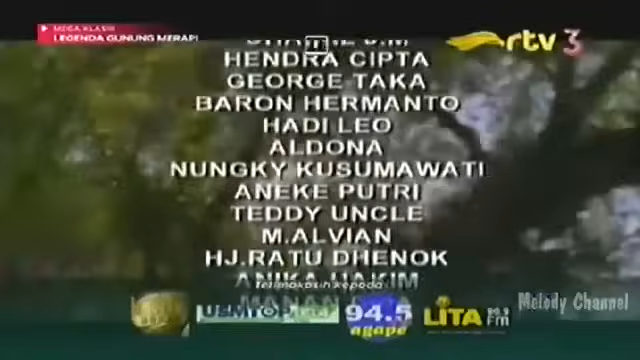 MEGA KLASIK
LEGENDA GUNUNG MERAPI
rtv 3
HENDRA CIPTA
GEORGE TAKA
BARON HERMANTO
HADI LEO
ALDONA
NUNGKY KUSUMAWATI
ANEKE PUTRI
TEDDY UNCLE
M.ALVIAN
HJ.RATU DHENOK
ANIKA HAKIM
Terimakasih kepada
94.5
agape
LITA
Fm
Melody Channel